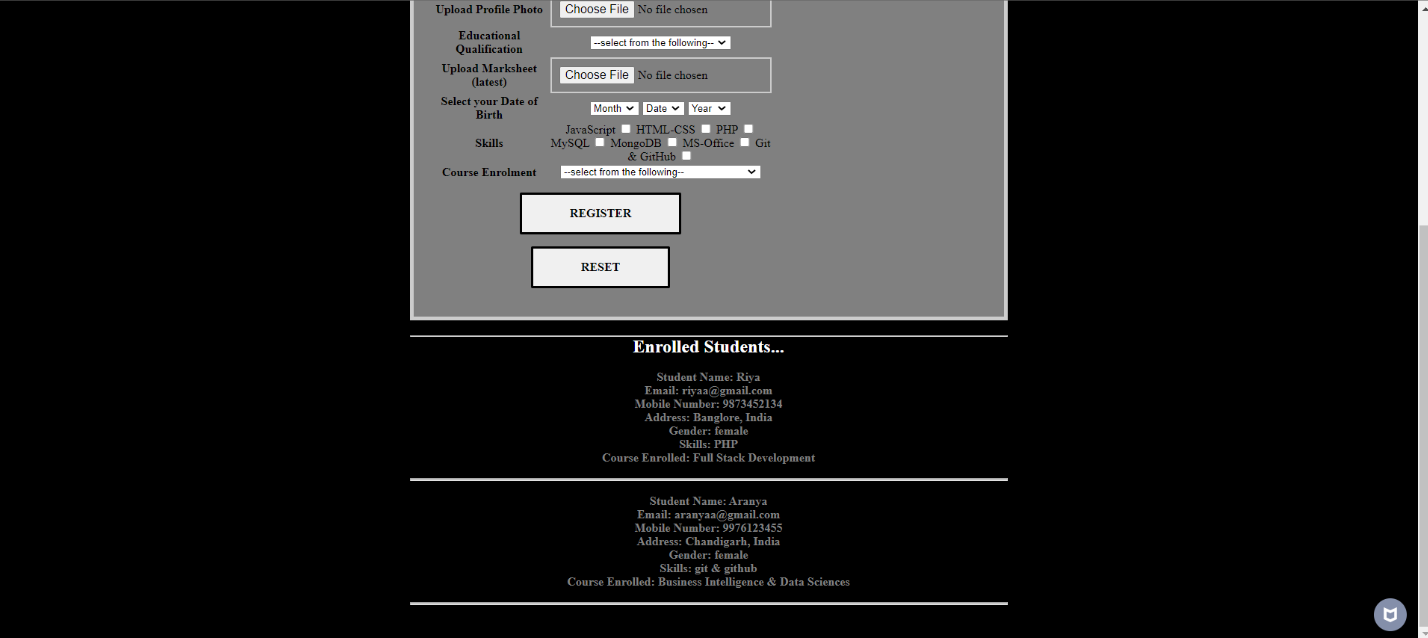 Upload Profile Photo Choose File No file chosen
Educational
Qualification
--select from the following--
Upload Marksheet
(latest)
Choose File No file chosen
Select your Date of
Birth
Month Date Year
Skills
JavaScript HTML-CSS PHP
MySQL MongoDB MS-Office Git
& GitHub
Course Enrolment --select from the following--
REGISTER
RESET
Enrolled Students...
Student Name: Riya
Email: riyaa@gmail.com
Mobile Number: 9873452134
Address: Banglore, India
Gender: female
Skills: PHP
Course Enrolled: Full Stack Development
Student Name: Aranya
Email: aranyaa@gmail.com
Mobile Number: 9976123455
Address: Chandigarh, India
Gender: female
Skills: git & github
Course Enrolled: Business Intelligence & Data Sciences